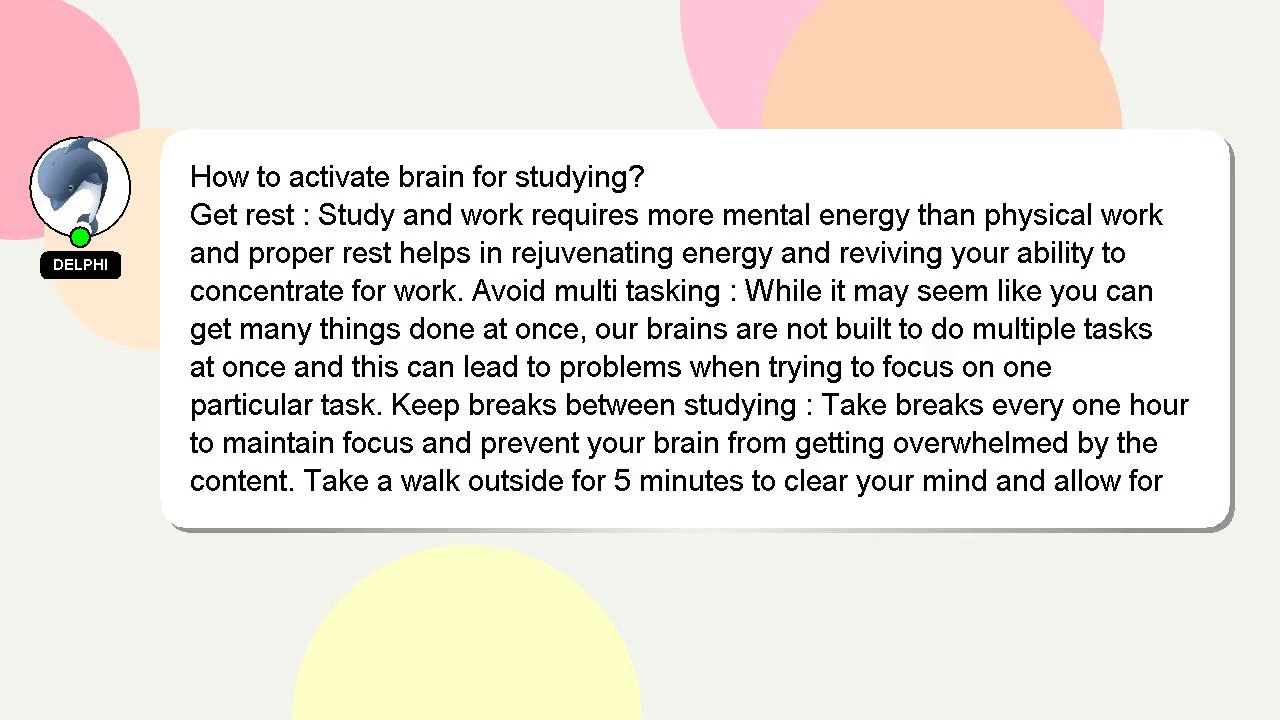 How to activate brain for studying?
Get rest : Study and work requires more mental energy than physical work
and proper rest helps in rejuvenating energy and reviving your ability to
concentrate for work. Avoid multi tasking : While it may seem like you can
get many things done at once, our brains are not built to do multiple tasks
at once and this can lead to problems when trying to focus on one
particular task. Keep breaks between studying : Take breaks every one hour
to maintain focus and prevent your brain from getting overwhelmed by the
content. Take a walk outside for 5 minutes to clear your mind and allow for
DELPHI